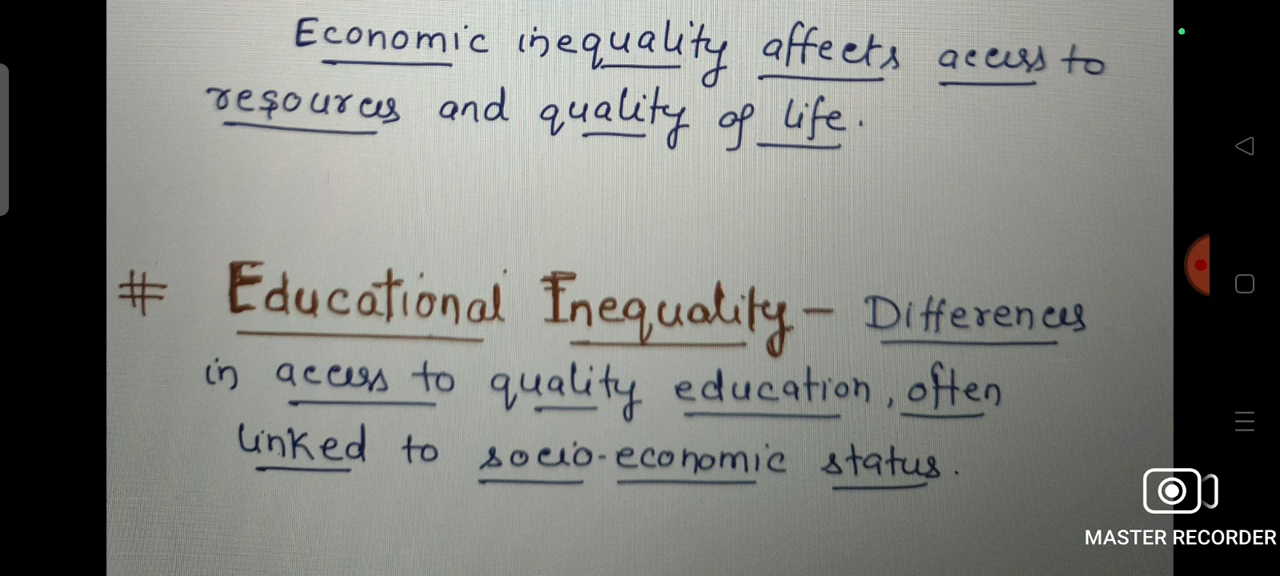 Economic inequality affects access to
resources and quality of life.
# Educational Inequality - Differences
in access to quality education, often
linked to socio-economic status.
MASTER RECORDER